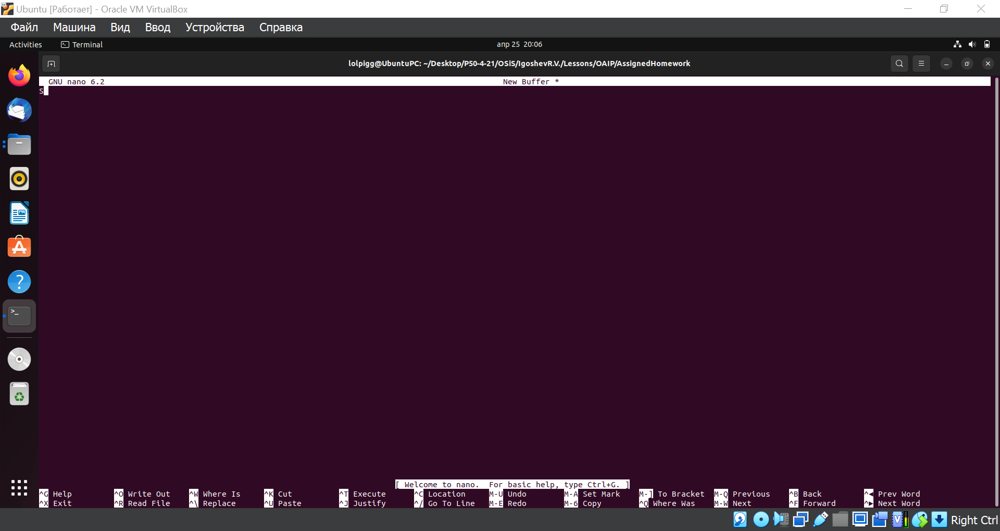 Ubuntu [Работает] - Oracle VM VirtualBox
Файл Машина Вид Ввод Устройства Справка
Activities Terminal апр 25 20:06
lolpigg@UbuntuPC: ~/Desktop/P50-4-21/OSiS/IgoshevR.V./Lessons/OAIP/AssignedHomework
GNU nano 6.2 New Buffer *
S
[ Welcome to nano. For basic help, type Ctrl+G. ]
^G Help ^O Write Out ^W Where Is ^K Cut ^T Execute ^C Location M-U Undo M-A Set Mark M-] To Bracket M-Q Previous ^B Back ^◀ Prev Word
^X Exit ^R Read File ^\ Replace ^U Paste ^J Justify ^/ Go To Line M-E Redo M-6 Copy ^Q Where Was M-W Next ^F Forward ^▶ Next Word
Right Ctrl